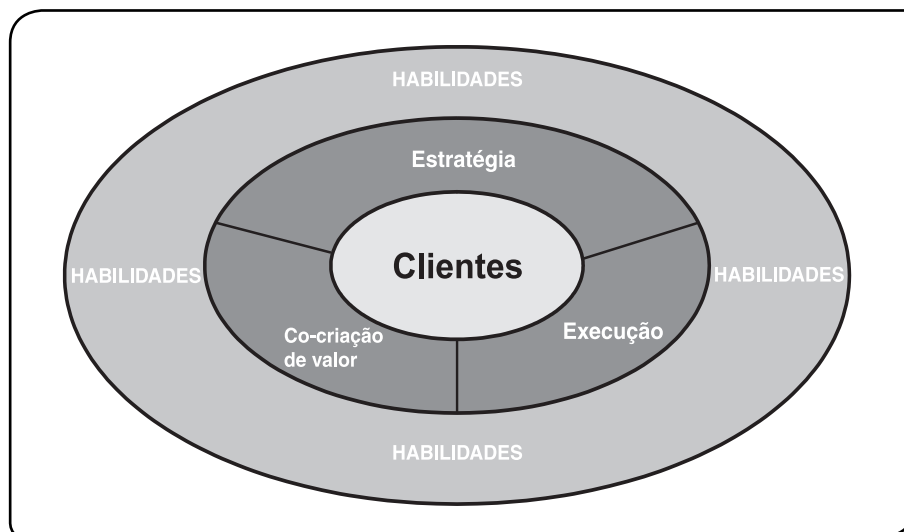 HABILIDADES
Estratégia
Clientes
HABILIDADES
HABILIDADES
Co-criação
de valor
Execução
HABILIDADES